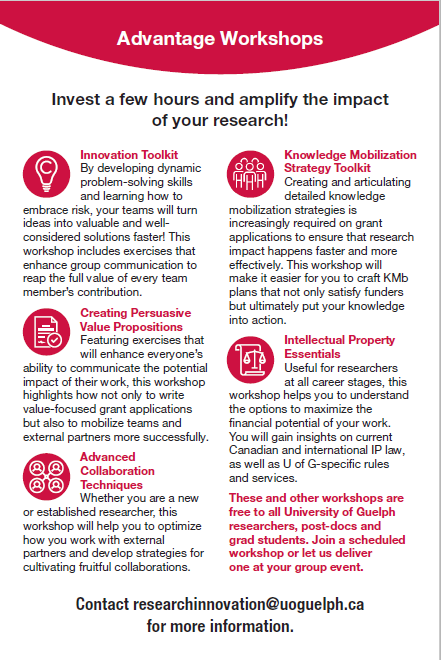 Advantage Workshops
Invest a few hours and amplify the impact
of your research!
Innovation Toolkit
By developing dynamic
problem-solving skills
and learning how to
embrace risk, your teams will turn
ideas into valuable and well-
considered solutions faster! This
workshop includes exercises that
enhance group communication to
reap the full value of every team
member's contribution.
Creating Persuasive
Value Propositions
Featuring exercises that
will enhance everyone's
ability to communicate the potential
impact of their work, this workshop
highlights how not only to write
value-focused grant applications
but also to mobilize teams and
external partners more successfully.
Advanced
Collaboration
Techniques
Whether you are a new
or established researcher, this
workshop will help you to optimize
how you work with external
partners and develop strategies for
cultivating fruitful collaborations.
Knowledge Mobilization
Strategy Toolkit
Creating and articulating
detailed knowledge
mobilization strategies is
increasingly required on grant
applications to ensure that research
impact happens faster and more
effectively. This workshop will
make it easier for you to craft KMb
plans that not only satisfy funders
but ultimately put your knowledge
into action.
Intellectual Property
Essentials
Useful for researchers
at all career stages, this
workshop helps you to understand
the options to maximize the
financial potential of your work.
You will gain insights on current
Canadian and international IP law,
as well as U of G-specific rules
and services.
These and other workshops are
free to all University of Guelph
researchers, post-docs and
grad students. Join a scheduled
workshop or let us deliver
one at your group event.
Contact researchinnovation@uoguelph.ca
for more information.